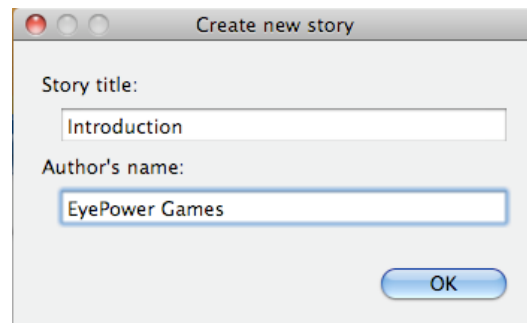 Create new story
Story title:
Introduction
Author's name:
EyePower Games
OK